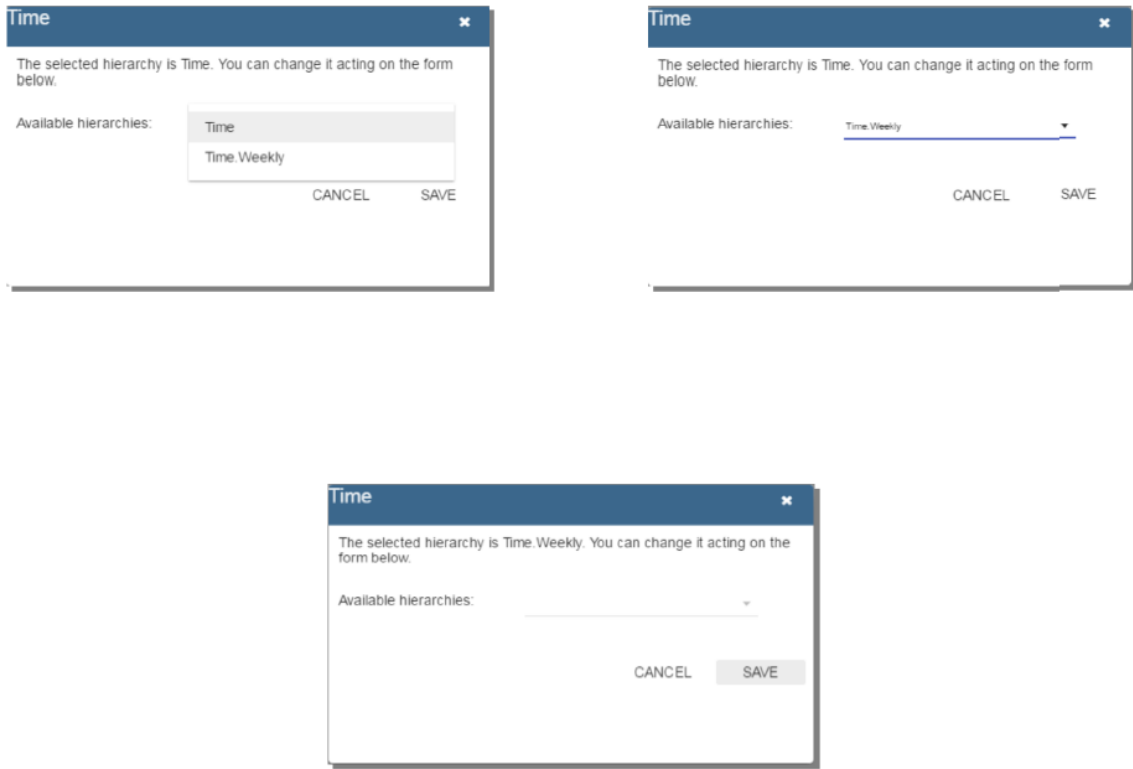 Time
The selected hierarchy is Time. You can change it acting on the form
below.
Available hierarchies:
Time
Time.Weekly
CANCEL SAVE
Time
The selected hierarchy is Time. You can change it acting on the form
below.
Available hierarchies: Time.Weekly
CANCEL SAVE
Time
The selected hierarchy is Time.Weekly. You can change it acting on the
form below.
Available hierarchies:
CANCEL SAVE